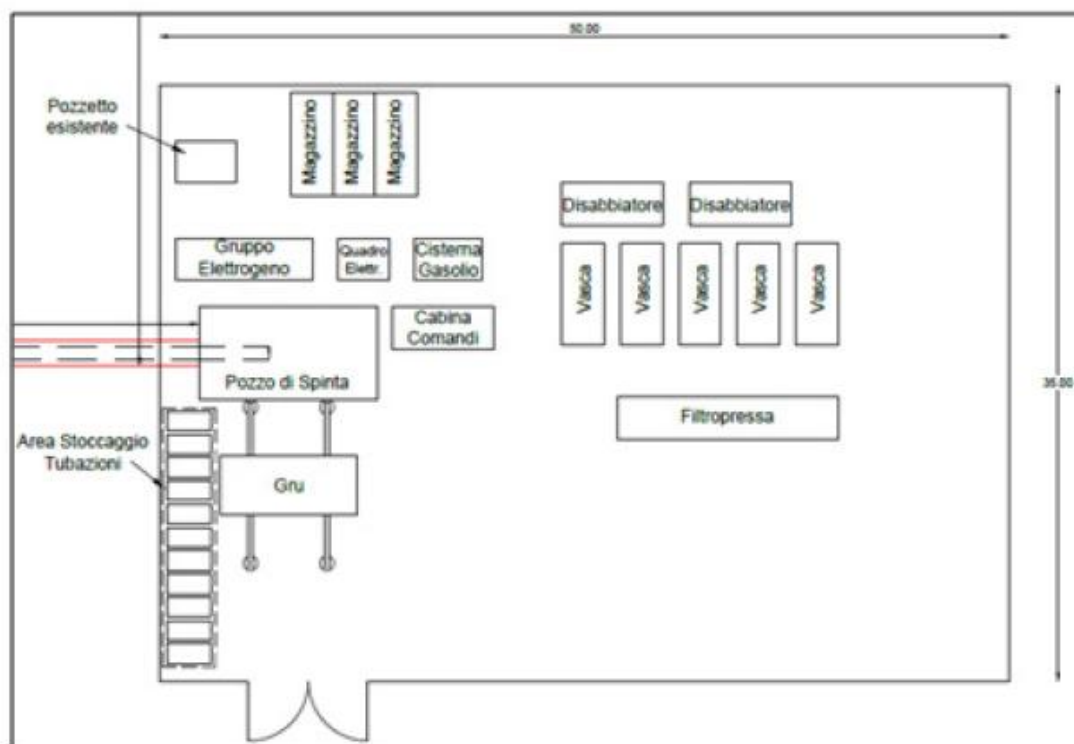 50.00
Pozzetto
esistente
Magazzino
Magazzino
Magazzino
Disabbiatore
Disabbiatore
Gruppo
Elettrogeno
Quadro
Elettr.
Cisterna
Gasolio
Vasca
Vasca
Vasca
Vasca
Vasca
Cabina
Comandi
Pozzo di Spinta
35.00
Filtropressa
Area Stoccaggio
Tubazioni
Gru